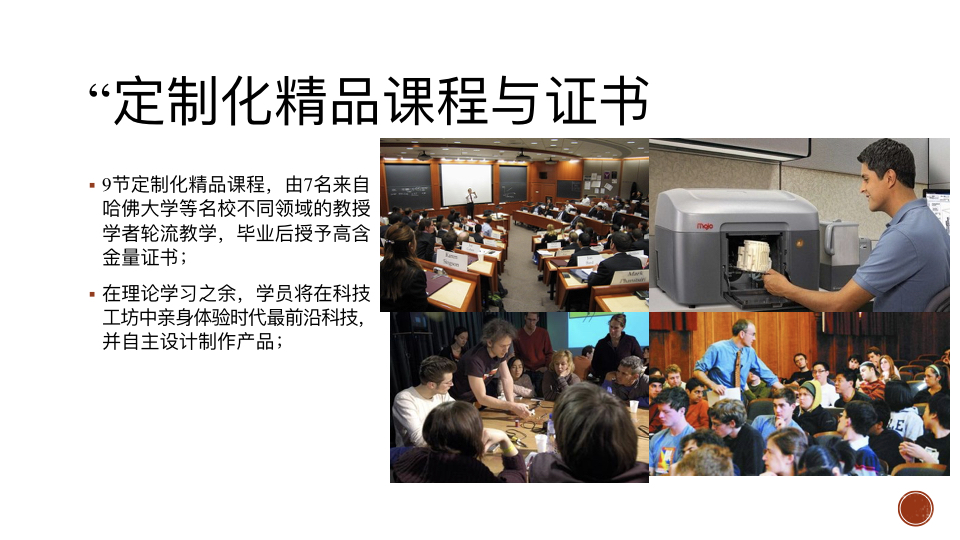 “定制化精品课程与证书
▪ 9节定制化精品课程，由7名来自
哈佛大学等名校不同领域的教授
学者轮流教学，毕业后授予高含
金量证书；
▪ 在理论学习之余，学员将在科技
工坊中亲身体验时代最前沿科技，
并自主设计制作产品；
Mojo